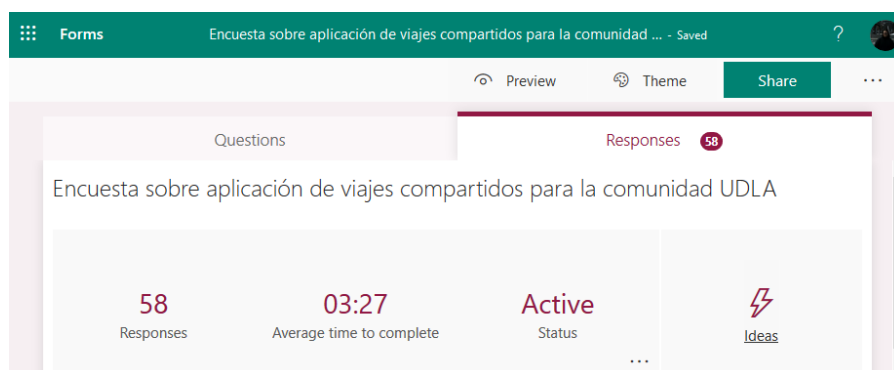 Forms Encuesta sobre aplicación de viajes compartidos para la comunidad ... - Saved ?
Preview Theme Share ...
Questions Responses 58
Encuesta sobre aplicación de viajes compartidos para la comunidad UDLA
58 03:27 Active
Responses Average time to complete Status Ideas
...